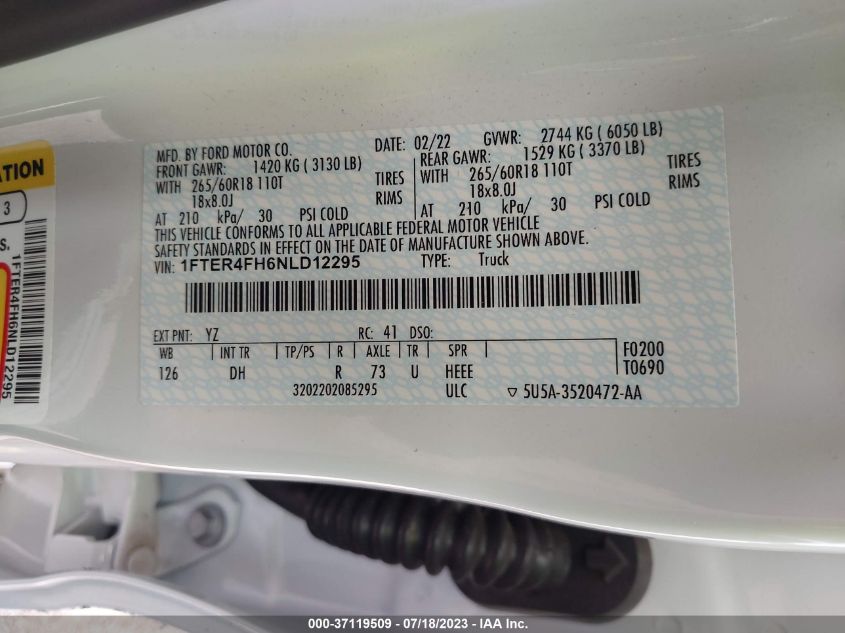 MFD. BY FORD MOTOR CO. DATE: 02/22 GVWR: 2744 KG ( 6050 LB)
FRONT GAWR: 1420 KG ( 3130 LB) REAR GAWR: 1529 KG ( 3370 LB)
WITH 265/60R18 110T TIRES WITH 265/60R18 110T TIRES
18x8.0J RIMS 18x8.0J RIMS
AT 210 kPa/ 30 PSI COLD AT 210 kPa/ 30 PSI COLD
THIS VEHICLE CONFORMS TO ALL APPLICABLE FEDERAL MOTOR VEHICLE
SAFETY STANDARDS IN EFFECT ON THE DATE OF MANUFACTURE SHOWN ABOVE.
VIN: 1FTER4FH6NLD12295 TYPE: Truck
EXT PNT: YZ RC: 41 DSO:
WB INT TR TP/PS R AXLE TR SPR F0200
126 DH R 73 U HEEE T0690
3202202085295 ULC ▽ 5U5A-3520472-AA
ATION
3
S.
1FTER4FH6NLD12295
000-37119509 - 07/18/2023 - IAA Inc.